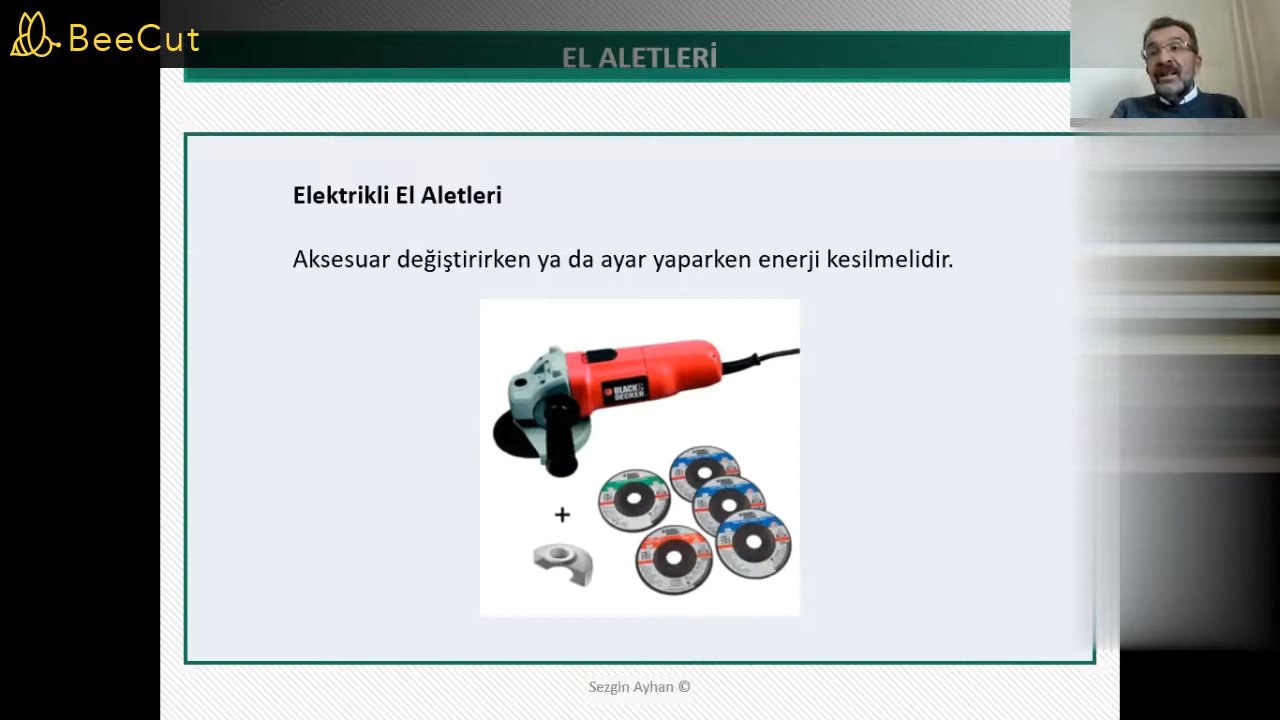 BeeCut
EL ALETLERİ
Elektrikli El Aletleri
Aksesuar değiştirirken ya da ayar yaparken enerji kesilmelidir.
BLACK&
DECKER
+
Sezgin Ayhan ©